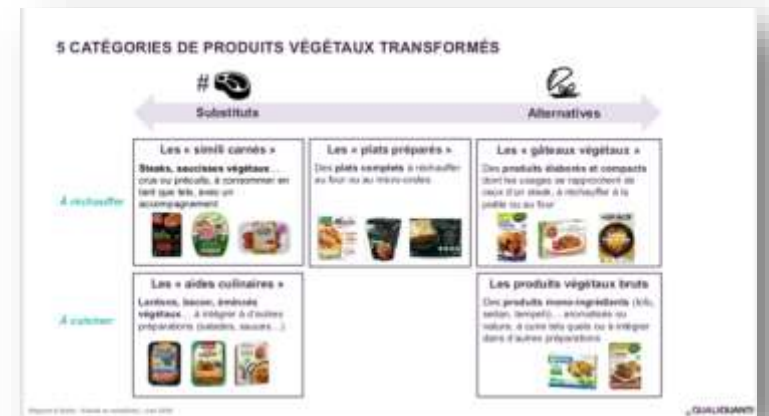 5 CATÉGORIES DE PRODUITS VÉGÉTAUX TRANSFORMÉS
#
Substituts
Alternatives
Les « simili carnés »
Steaks, saucisses végétaux…
crus ou précuits, à consommer en
tant que tels, avec un
accompagnement
Les « plats préparés »
Des plats complets à réchauffer
au four ou au micro-ondes
Les « gâteaux végétaux »
Des produits élaborés et compacts
dont les usages se rapprochent de
ceux d'un steak, à réchauffer à la
poêle ou au four
À réchauffer
Les « aides culinaires »
Lardons, bacon, émincés
végétaux… à intégrer à d'autres
préparations (salades, sauces…)
Les produits végétaux bruts
Des produits mono-ingrédients (tofu,
seitan, tempeh)… aromatisés ou
nature, à cuire tels quels ou à intégrer
dans d'autres préparations
À cuisiner
QUALIQUANTI